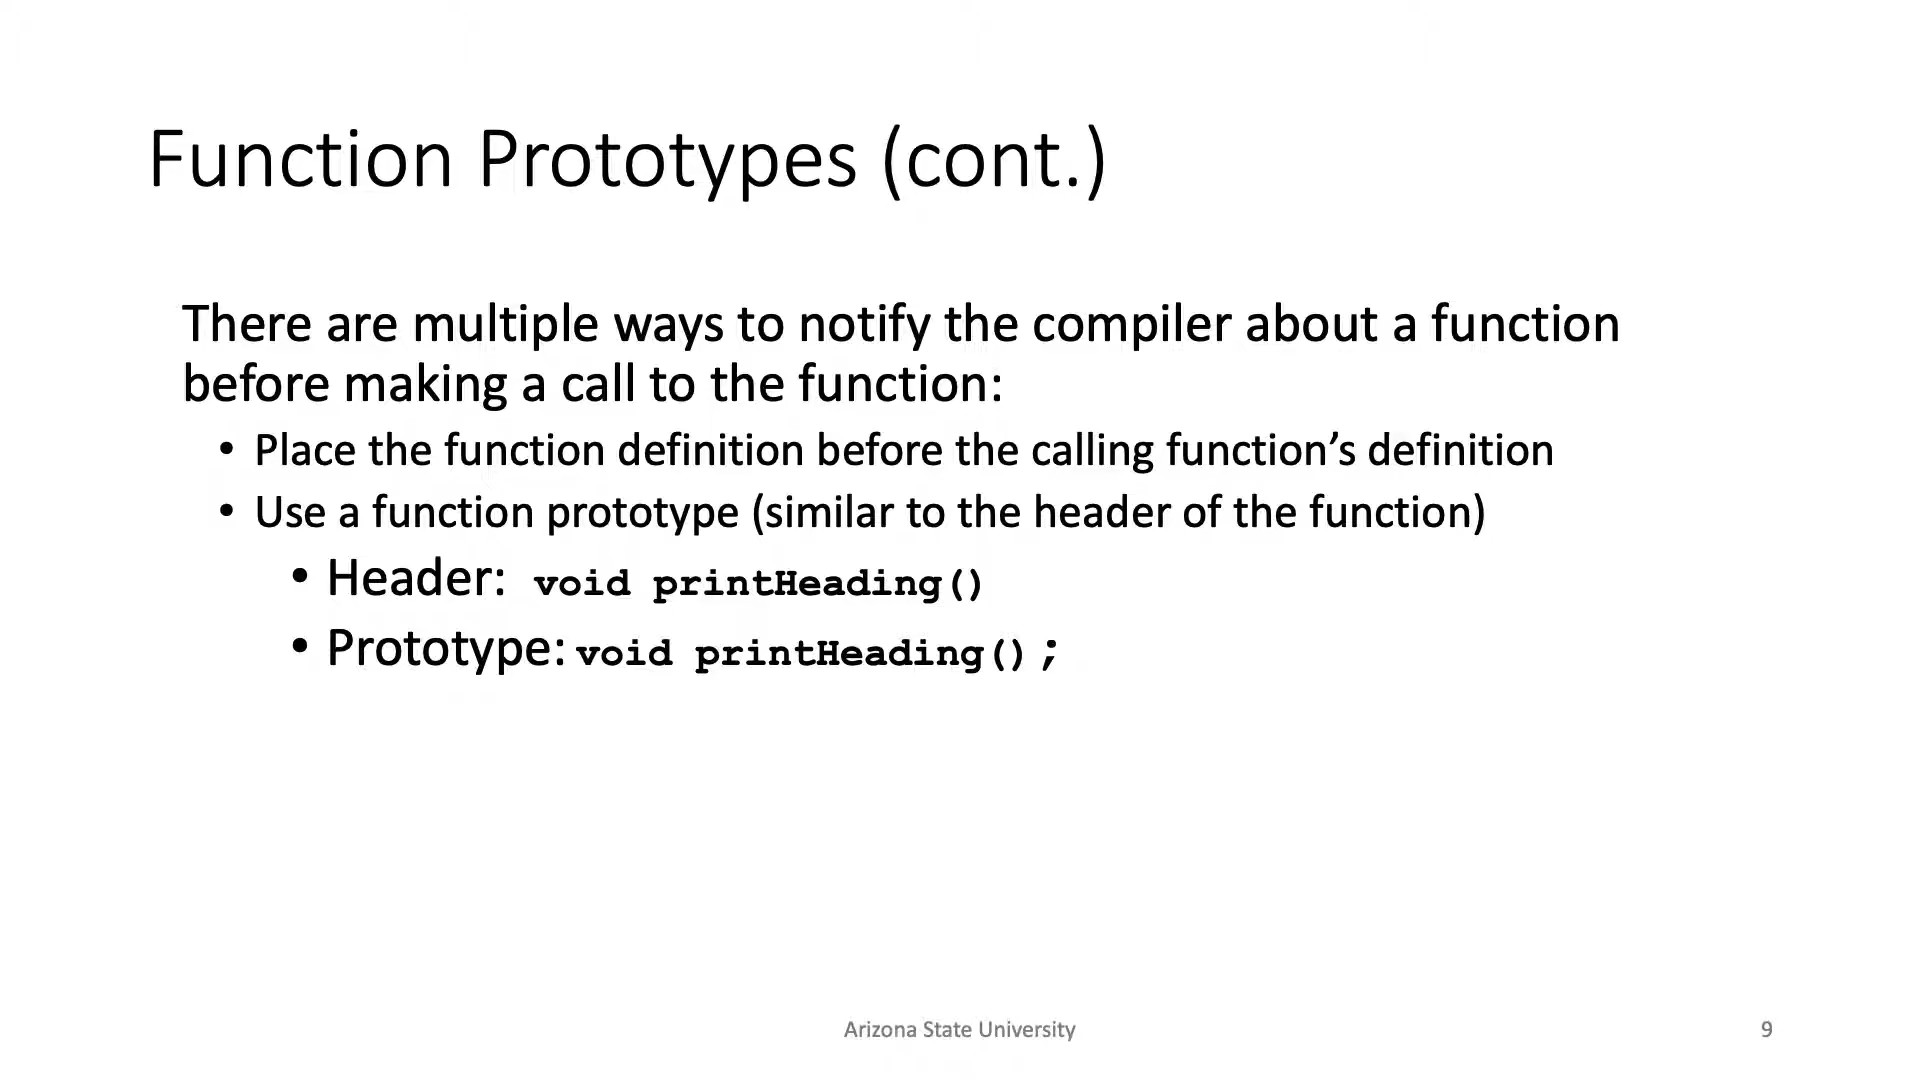 Function Prototypes (cont.)
There are multiple ways to notify the compiler about a function
before making a call to the function:
• Place the function definition before the calling function’s definition
• Use a function prototype (similar to the header of the function)
• Header: void printHeading()
• Prototype: void printHeading();
Arizona State University
9